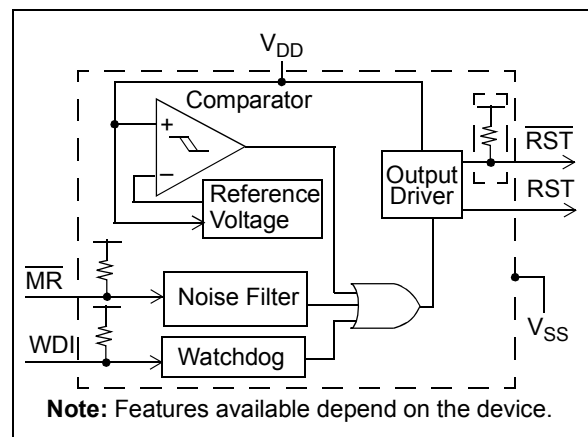 VDD
Comparator
+
−
Reference
Voltage
Output
Driver
RST
RST
MR
Noise Filter
WDI
Watchdog
VSS
Note: Features available depend on the device.